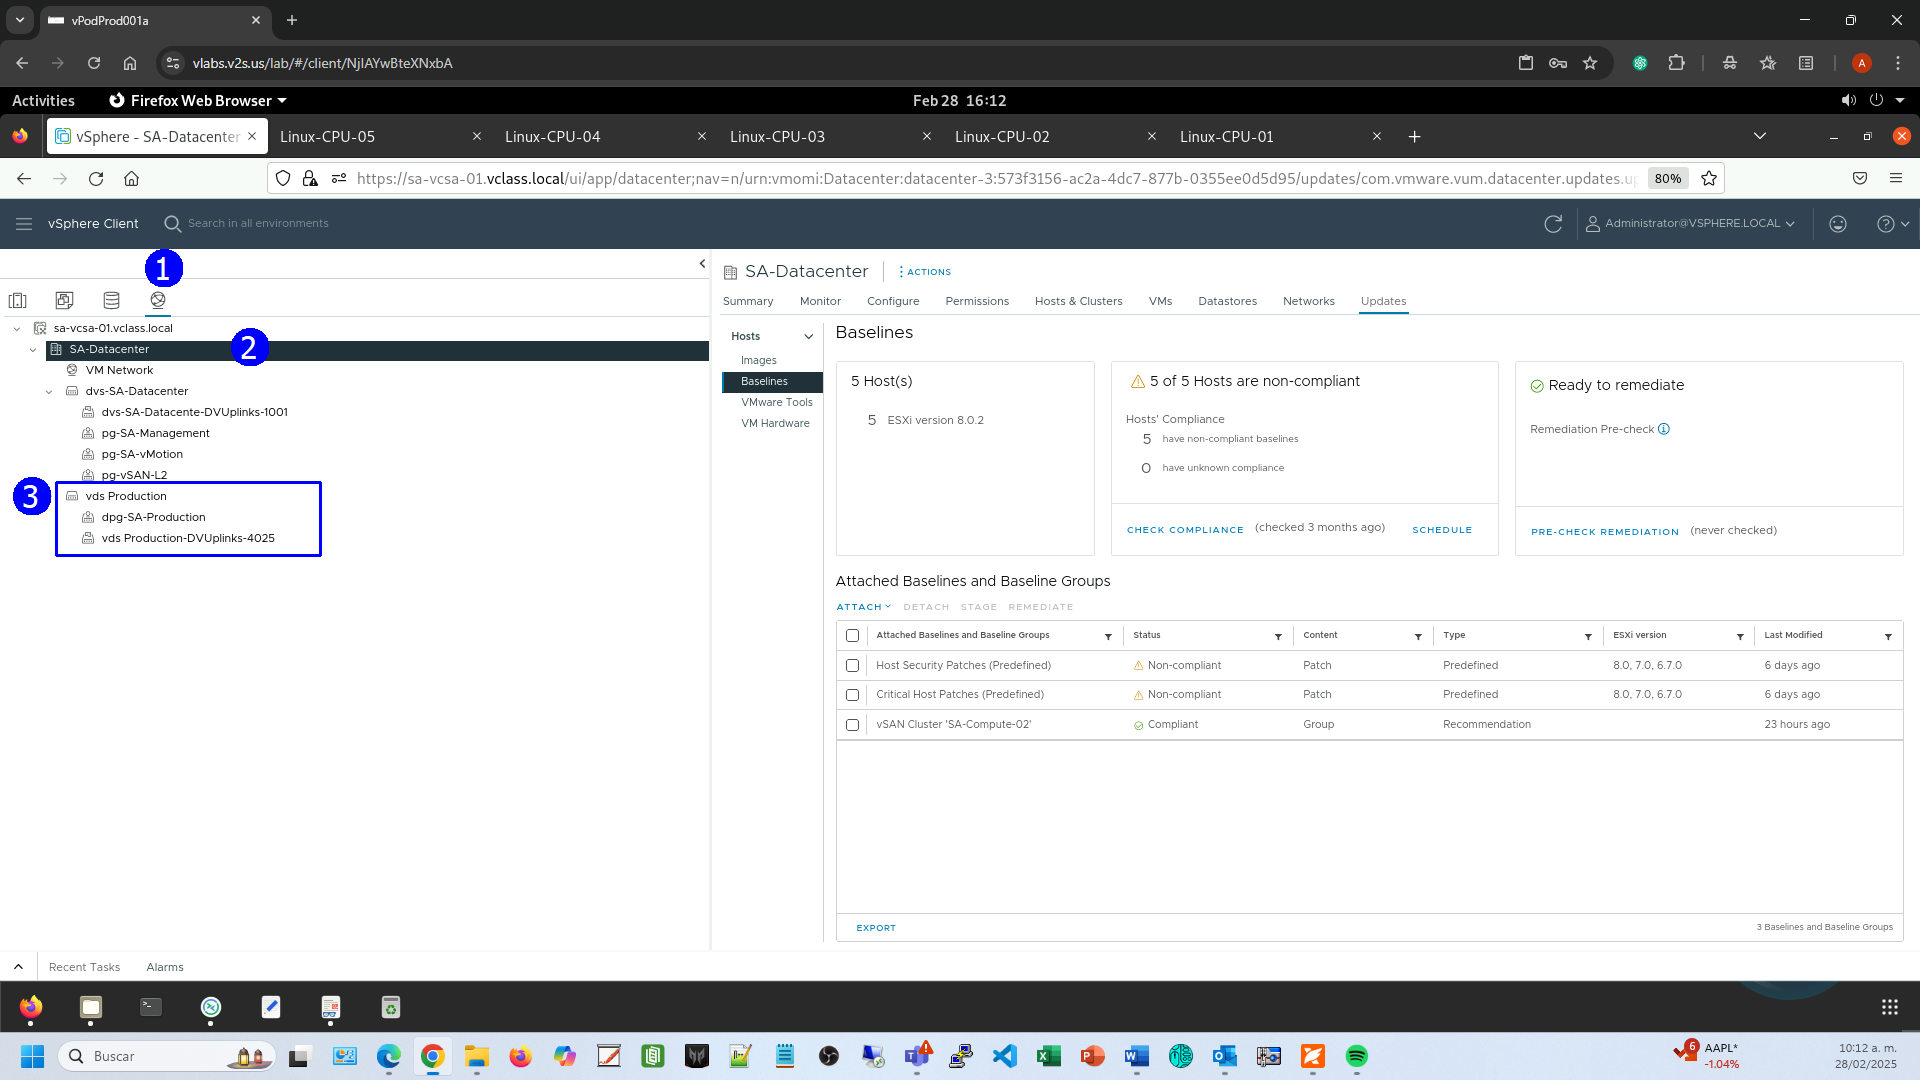 vPodProd001a
vlabs.v2s.us/lab/#/client/NjlAYwBteXNxbA
A
Activities
Firefox Web Browser
Feb 28 16:12
vSphere - SA-Datacenter
Linux-CPU-05
Linux-CPU-04
Linux-CPU-03
Linux-CPU-02
Linux-CPU-01
https://sa-vcsa-01.vclass.local/ui/app/datacenter;nav=n/urn:vmomi:Datacenter:datacenter-3:573f3156-ac2a-4dc7-877b-0355ee0d5d95/updates/com.vmware.vum.datacenter.updates.u
80%
vSphere Client
Search in all environments
Administrator@VSPHERE.LOCAL
1
sa-vcsa-01.vclass.local
SA-Datacenter
2
VM Network
dvs-SA-Datacenter
dvs-SA-Datacente-DVUplinks-1001
pg-SA-Management
pg-SA-vMotion
pg-vSAN-L2
3
vds Production
dpg-SA-Production
vds Production-DVUplinks-4025
SA-Datacenter
ACTIONS
Summary
Monitor
Configure
Permissions
Hosts & Clusters
VMs
Datastores
Networks
Updates
Hosts
Images
Baselines
VMware Tools
VM Hardware
Baselines
5 Host(s)
5 ESXi version 8.0.2
5 of 5 Hosts are non-compliant
Hosts' Compliance
5 have non-compliant baselines
0 have unknown compliance
CHECK COMPLIANCE (checked 3 months ago) SCHEDULE
Ready to remediate
Remediation Pre-check
PRE-CHECK REMEDIATION (never checked)
Attached Baselines and Baseline Groups
ATTACH DETACH STAGE REMEDIATE
Attached Baselines and Baseline Groups Status Content Type ESXi version Last Modified
Host Security Patches (Predefined) Non-compliant Patch Predefined 8.0, 7.0, 6.7.0 6 days ago
Critical Host Patches (Predefined) Non-compliant Patch Predefined 8.0, 7.0, 6.7.0 6 days ago
vSAN Cluster 'SA-Compute-02' Compliant Group Recommendation 23 hours ago
EXPORT
3 Baselines and Baseline Groups
Recent Tasks
Alarms
Buscar
6
AAPL*
-1.04%
10:12 a. m.
28/02/2025